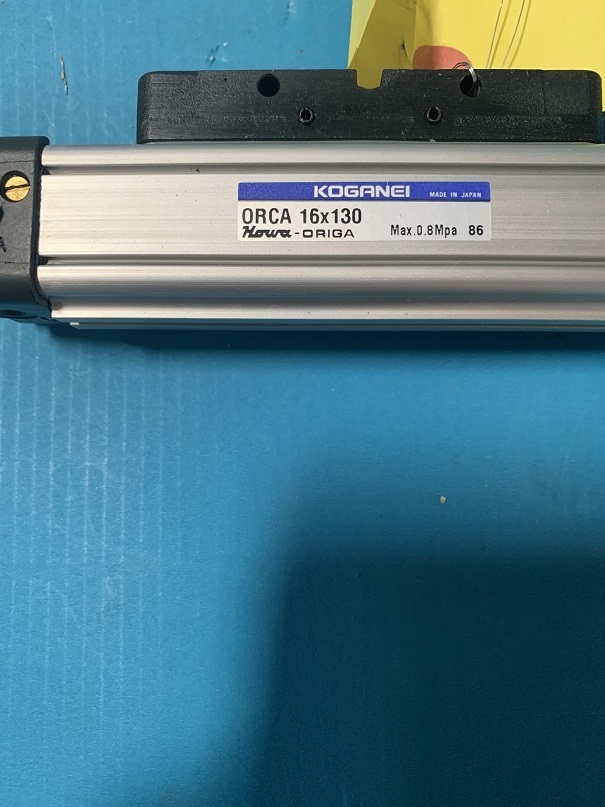 KOGANEI MADE IN JAPAN
ORCA 16x130
Howa-ORIGA Max.0.8Mpa 86